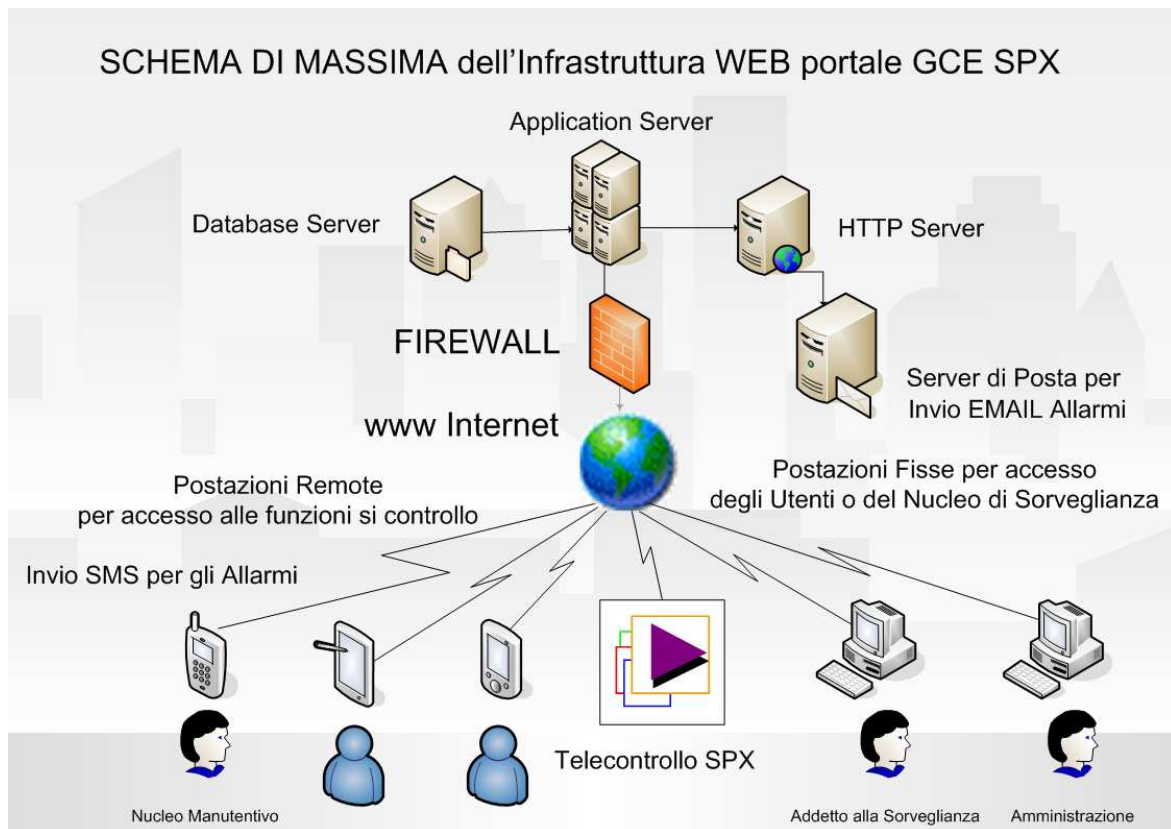 SCHEMA DI MASSIMA dell'Infrastruttura WEB portale GCE SPX
Application Server
Database Server
HTTP Server
FIREWALL
Server di Posta per
Invio EMAIL Allarmi
www Internet
Postazioni Remote
per accesso alle funzioni si controllo
Postazioni Fisse per accesso
degli Utenti o del Nucleo di Sorveglianza
Invio SMS per gli Allarmi
Telecontrollo SPX
Nucleo Manutentivo
Addetto alla Sorveglianza
Amministrazione